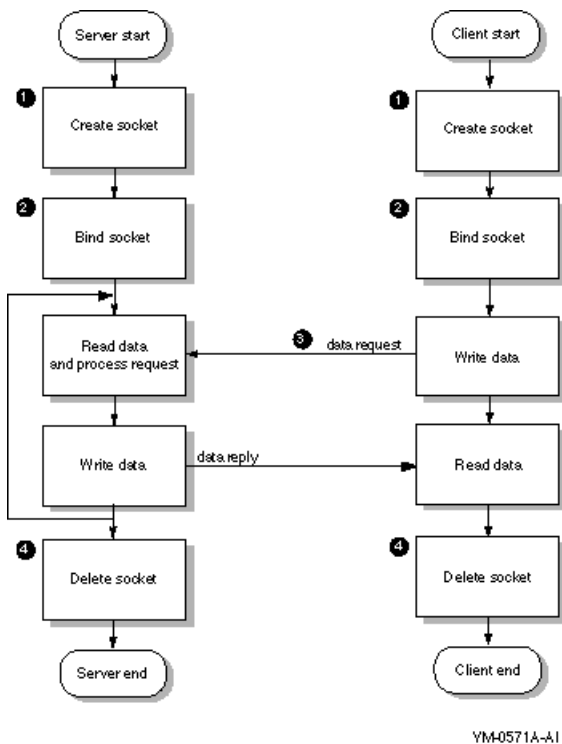 Server start
Client start
1
Create socket
1
Create socket
2
Bind socket
2
Bind socket
Read data
and process request
3
data request
Write data
Write data
data reply
Read data
4
Delete socket
4
Delete socket
Server end
Client end
YM-0571A-AI